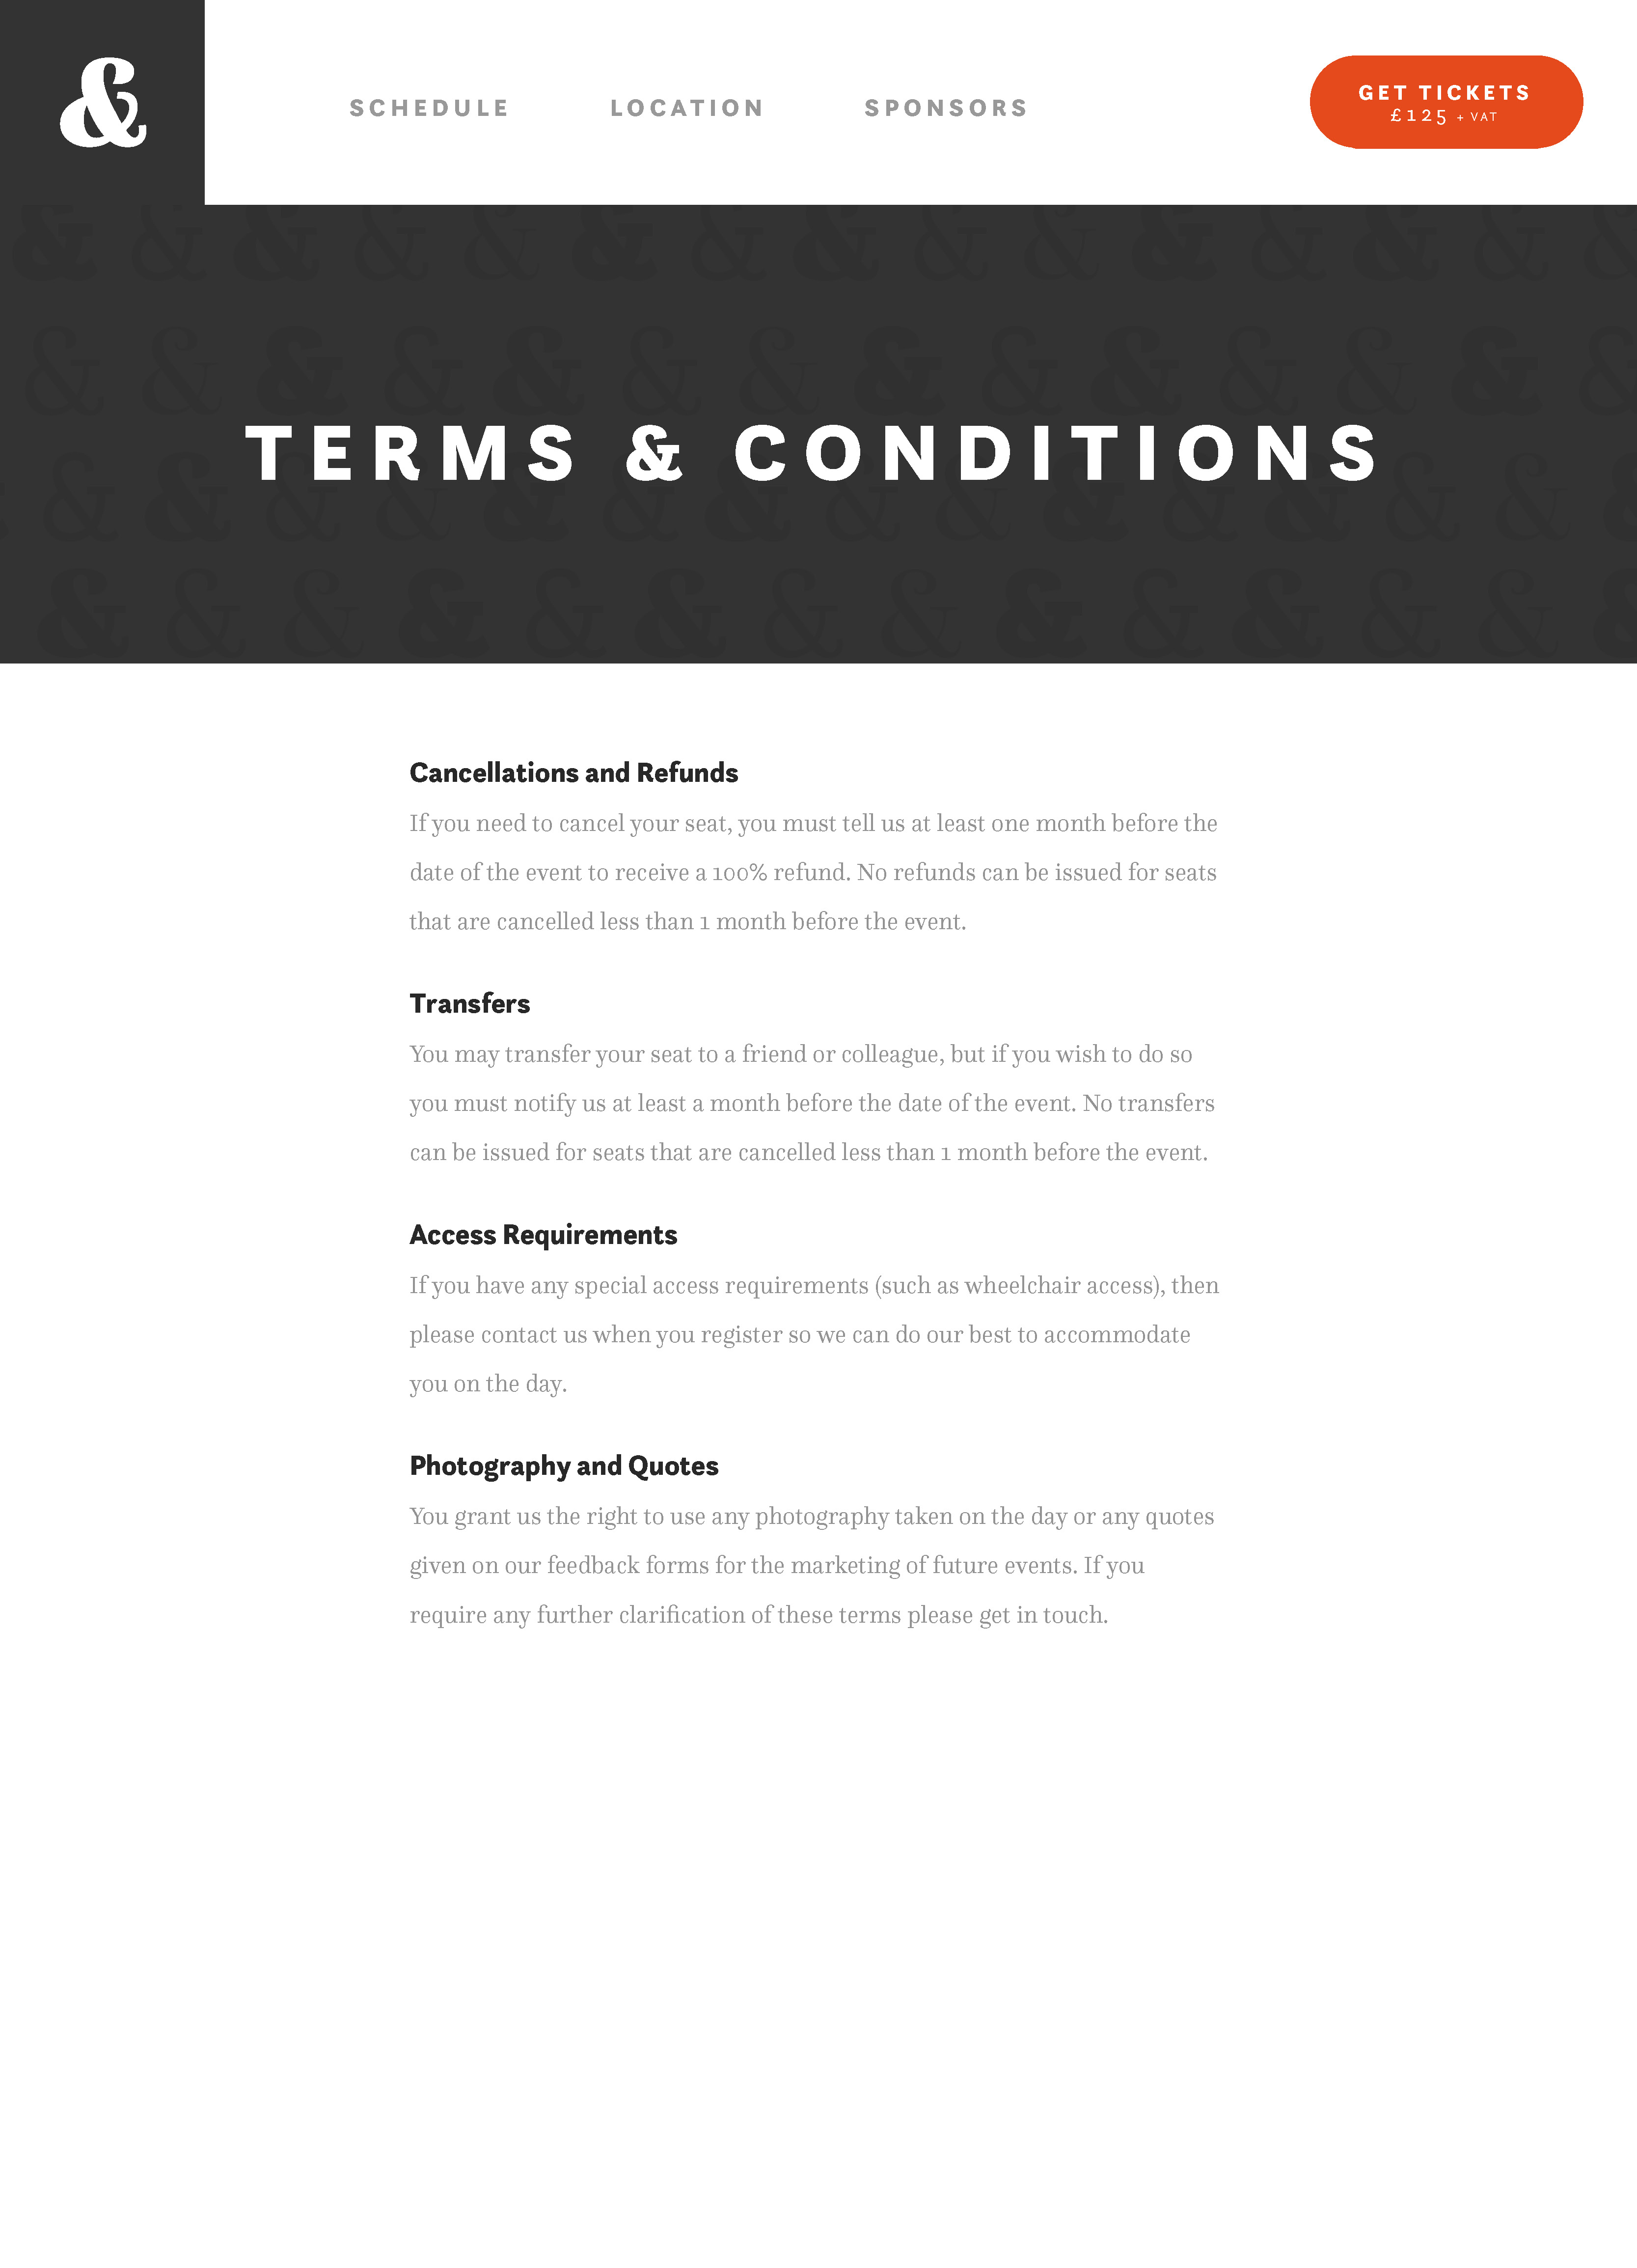 &
SCHEDULE LOCATION SPONSORS
GET TICKETS
£125 + VAT
TERMS & CONDITIONS
Cancellations and Refunds
If you need to cancel your seat, you must tell us at least one month before the
date of the event to receive a 100% refund. No refunds can be issued for seats
that are cancelled less than 1 month before the event.
Transfers
You may transfer your seat to a friend or colleague, but if you wish to do so
you must notify us at least a month before the date of the event. No transfers
can be issued for seats that are cancelled less than 1 month before the event.
Access Requirements
If you have any special access requirements (such as wheelchair access), then
please contact us when you register so we can do our best to accommodate
you on the day.
Photography and Quotes
You grant us the right to use any photography taken on the day or any quotes
given on our feedback forms for the marketing of future events. If you
require any further clarification of these terms please get in touch.